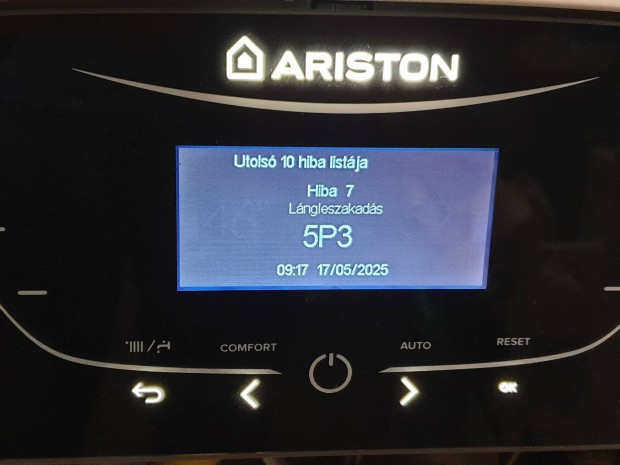 ARISTON
Utolsó 10 hiba listája
Hiba 7
Lángleszakadás
5P3
09:17 17/05/2025
COMFORT
AUTO
RESET
OK